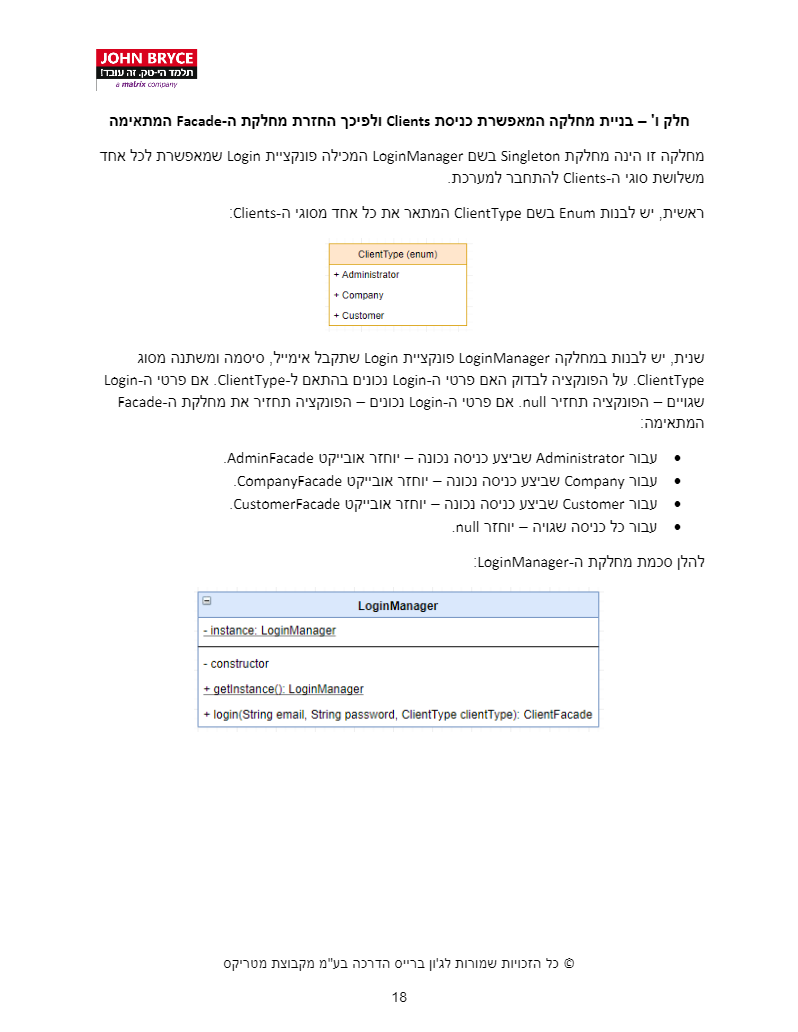 JOHN BRYCE
תלמד היי-טק. זה עובד!
a matrix company
חלק ו' – בניית מחלקה המאפשרת כניסת Clients ולפיכך החזרת מחלקת ה-Facade המתאימה
מחלקה זו הינה מחלקת Singleton בשם LoginManager המכילה פונקציית Login שמאפשרת לכל אחד
משלושת סוגי ה-Clients להתחבר למערכת.
ראשית, יש לבנות Enum בשם ClientType המתאר את כל אחד מסוגי ה-Clients:
ClientType (enum)
+ Administrator
+ Company
+ Customer
שנית, יש לבנות במחלקה LoginManager פונקציית Login שתקבל אימייל, סיסמה ומשתנה מסוג
ClientType. על הפונקציה לבדוק האם פרטי ה-Login נכונים בהתאם ל-ClientType. אם פרטי ה-Login
שגויים – הפונקציה תחזיר null. אם פרטי ה-Login נכונים – הפונקציה תחזיר את מחלקת ה-Facade
המתאימה:
• עבור Administrator שביצע כניסה נכונה – יוחזר אובייקט AdminFacade.
• עבור Company שביצע כניסה נכונה – יוחזר אובייקט CompanyFacade.
• עבור Customer שביצע כניסה נכונה – יוחזר אובייקט CustomerFacade.
• עבור כל כניסה שגויה – יוחזר null.
להלן סכמת מחלקת ה-LoginManager:
LoginManager
- instance: LoginManager
- constructor
+ getInstance(): LoginManager
+ login(String email, String password, ClientType clientType): ClientFacade
© כל הזכויות שמורות לג'ון ברייס הדרכה בע"מ מקבוצת מטריקס
18